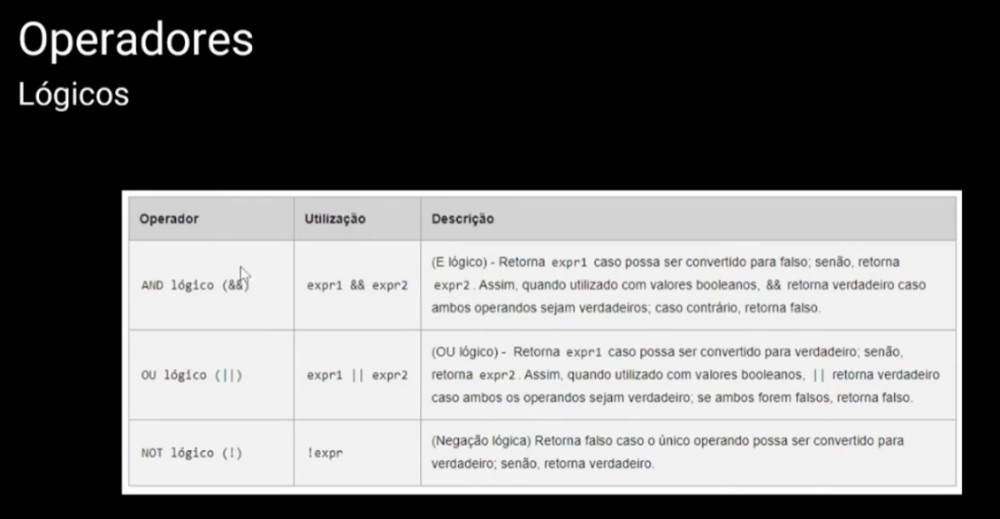 Operadores
Lógicos
Operador Utilização Descrição
AND lógico (&&) expr1 && expr2 (E lógico) - Retorna expr1 caso possa ser convertido para falso; senão, retorna
expr2. Assim, quando utilizado com valores booleanos, && retorna verdadeiro caso
ambos operandos sejam verdadeiros; caso contrário, retorna falso.
OU lógico (||) expr1 || expr2 (OU lógico) - Retorna expr1 caso possa ser convertido para verdadeiro; senão,
retorna expr2. Assim, quando utilizado com valores booleanos, || retorna verdadeiro
caso ambos os operandos sejam verdadeiro; se ambos forem falsos, retorna falso.
NOT lógico (!) !expr (Negação lógica) Retorna falso caso o único operando possa ser convertido para
verdadeiro; senão, retorna verdadeiro.